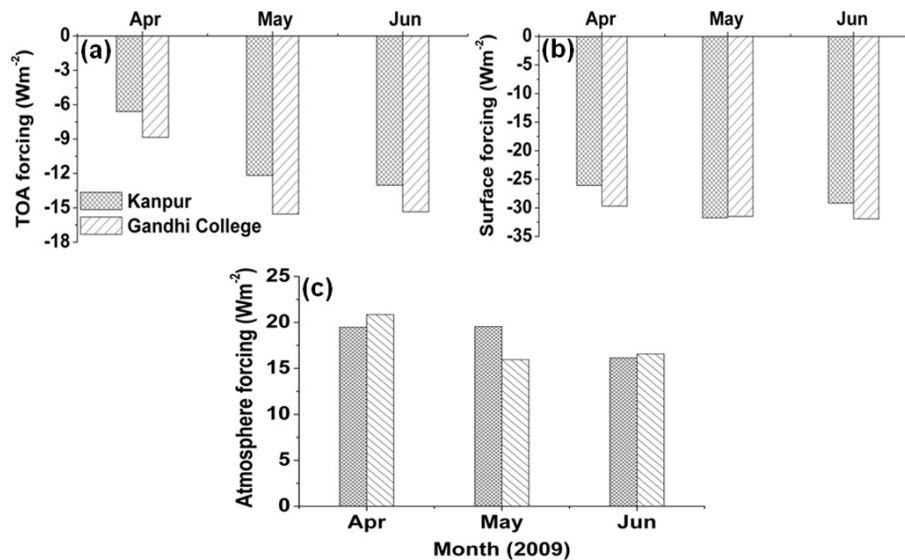 Apr May Jun
0
-3
-6
-9
-12
-15
-18
TOA forcing (Wm-2)
(a)
Kanpur
Gandhi College
Apr May Jun
0
-5
-10
-15
-20
-25
-30
-35
Surface forcing (Wm-2)
(b)
25
20
15
10
5
0
Atmosphere forcing (Wm-2)
(c)
Apr May Jun
Month (2009)